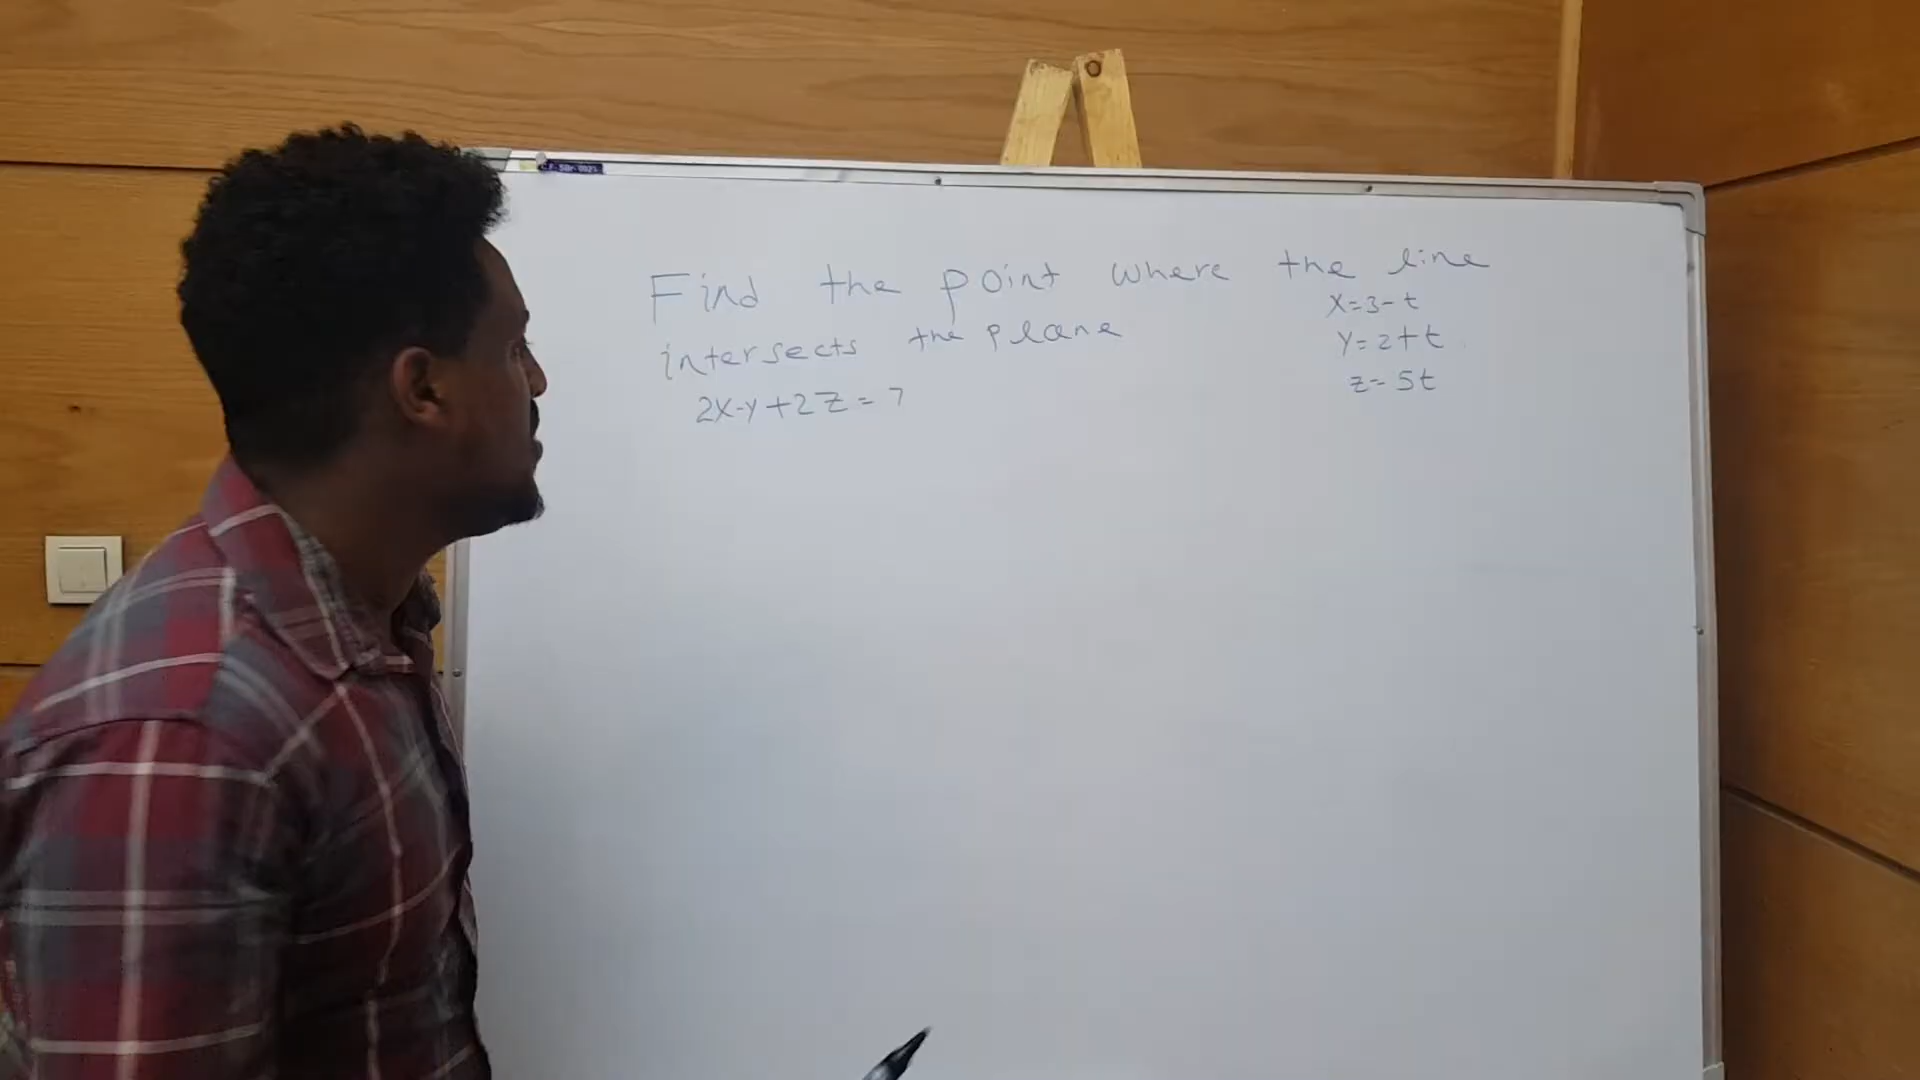 Find the point where the line
x=3-t
intersects the plane
y=2+t
z=5t
2x-y+2z=7